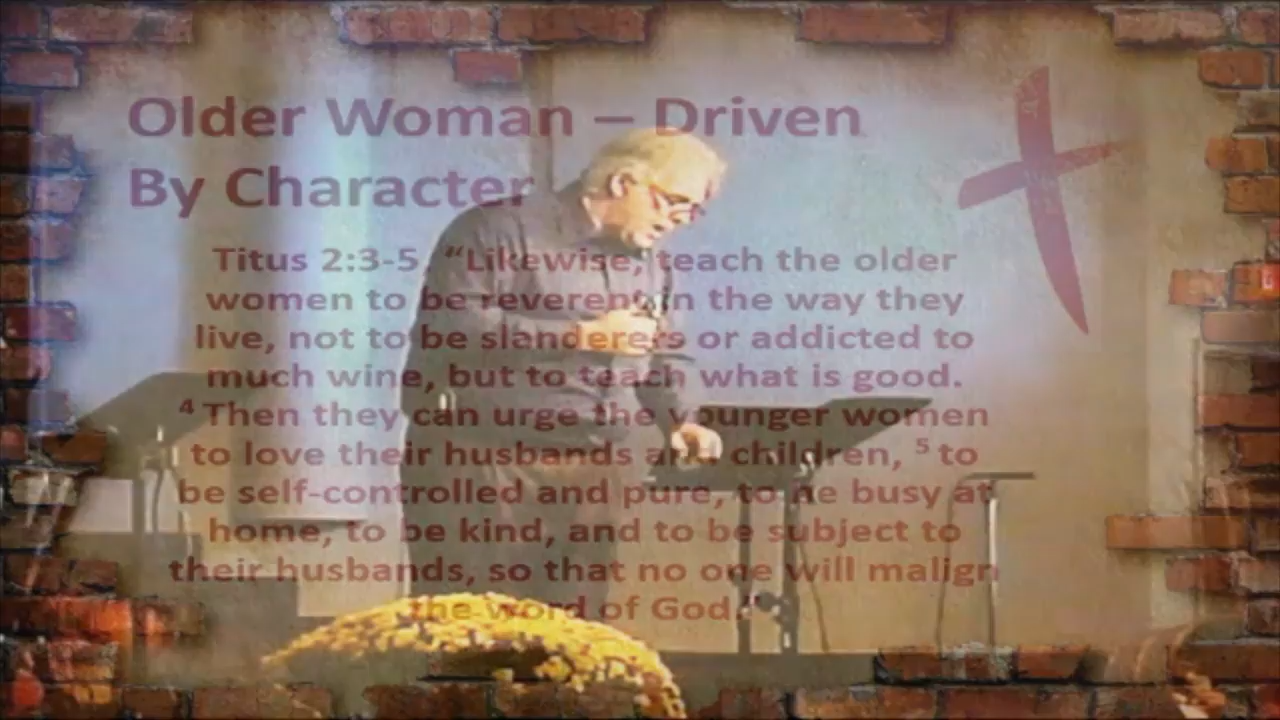 Older Woman – Driven
By Character
Titus 2:3-5, “Likewise, teach the older
women to be reverent in the way they
live, not to be slanderers or addicted to
much wine, but to teach what is good.
⁴ Then they can urge the younger women
to love their husbands and children, ⁵ to
be self-controlled and pure, to be busy at
home, to be kind, and to be subject to
their husbands, so that no one will malign
the word of God.”